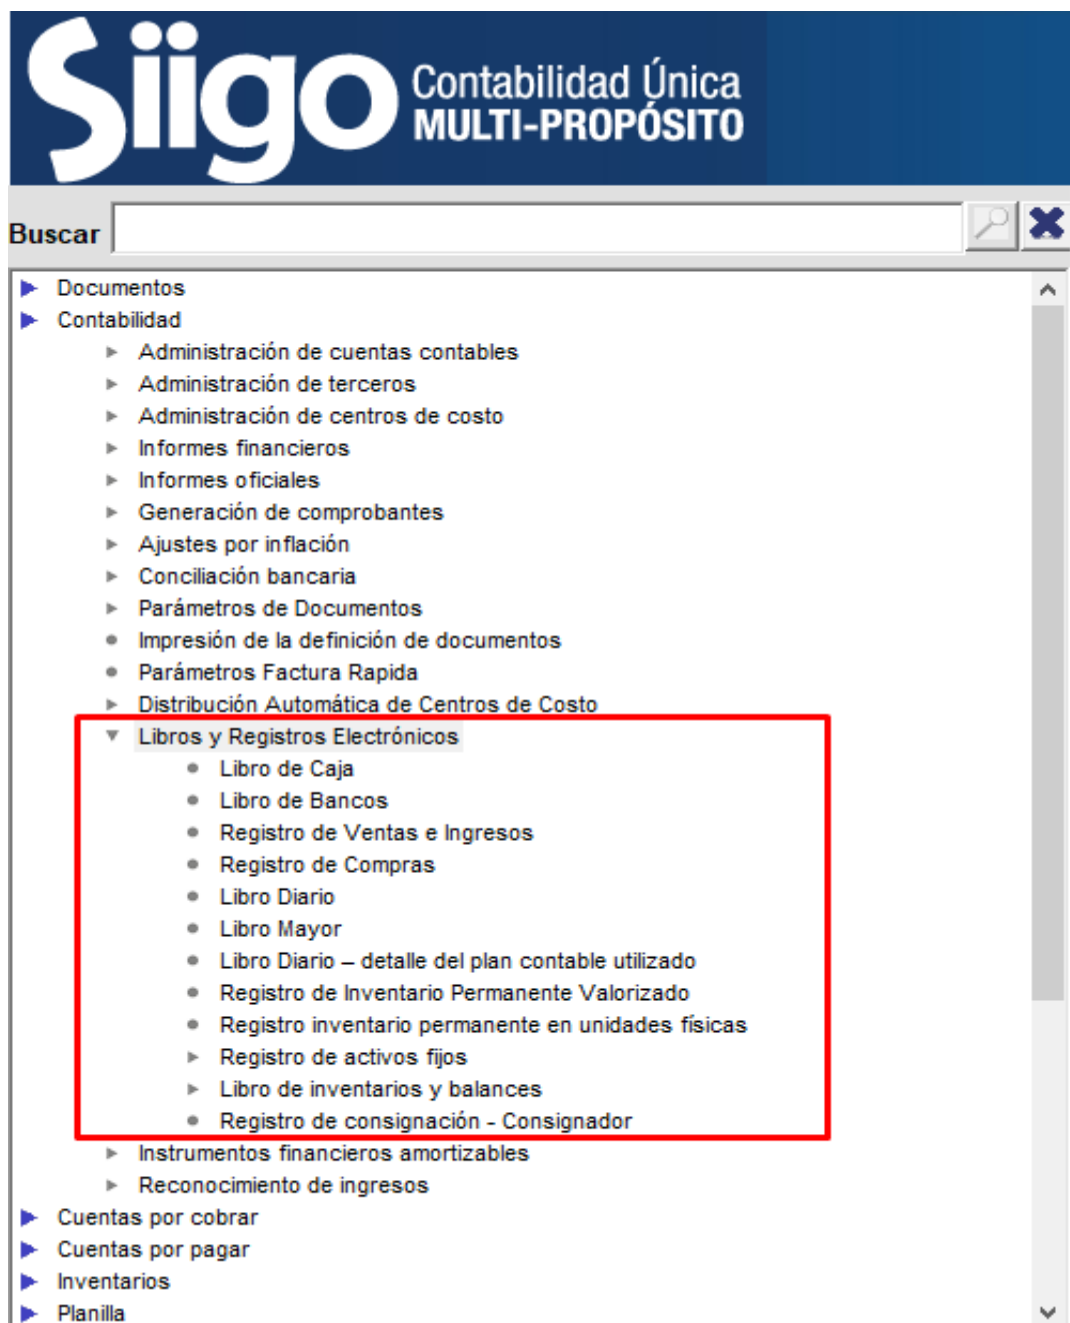 Siigo Contabilidad Única
MULTI-PROPÓSITO
Buscar
Documentos
Contabilidad
Administración de cuentas contables
Administración de terceros
Administración de centros de costo
Informes financieros
Informes oficiales
Generación de comprobantes
Ajustes por inflación
Conciliación bancaria
Parámetros de Documentos
Impresión de la definición de documentos
Parámetros Factura Rapida
Distribución Automática de Centros de Costo
Libros y Registros Electrónicos
Libro de Caja
Libro de Bancos
Registro de Ventas e Ingresos
Registro de Compras
Libro Diario
Libro Mayor
Libro Diario – detalle del plan contable utilizado
Registro de Inventario Permanente Valorizado
Registro inventario permanente en unidades físicas
Registro de activos fijos
Libro de inventarios y balances
Registro de consignación - Consignador
Instrumentos financieros amortizables
Reconocimiento de ingresos
Cuentas por cobrar
Cuentas por pagar
Inventarios
Planilla